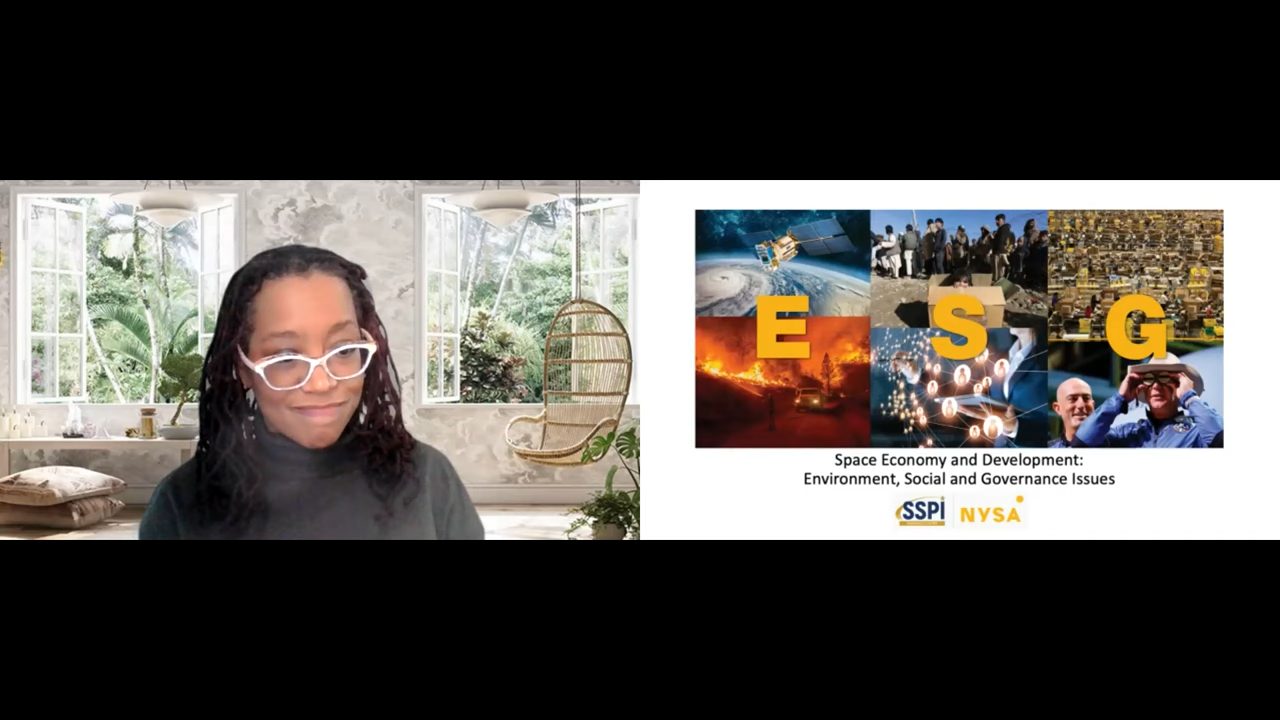 E S G
Space Economy and Development:
Environment, Social and Governance Issues
SSPI
NYSA